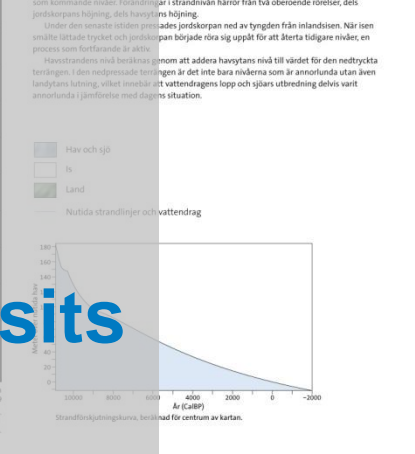 som kommande nivåer. Förändringar i strandnivån härrör från två oberoende rörelser, dels
jordskorpans höjning, dels havsytans höjning.
Under den senaste istiden pressades jordskorpan ned av tyngden från inlandsisen. När isen
smälte lättade trycket och jordskorpan började röra sig uppåt för att återta tidigare nivåer, en
process som fortfarande är aktiv.
Havsstrandens nivå beräknas genom att addera havsytans nivå till värdet för den nedtryckta
terrängen. I den nedpressade terrängen är det inte bara nivåerna som är annorlunda utan även
landytans lutning, vilket innebär att vattendragens lopp och sjöars utbredning delvis varit
annorlunda i jämförelse med dagens situation.
Hav och sjö
Is
Land
Nutida strandlinjer och vattendrag
180
160
140
sits
40
20
0
10000 8000 6000 4000 2000 0 -2000
År (CalBP)
Strandförskjutningskurva, beräknad för centrum av kartan.